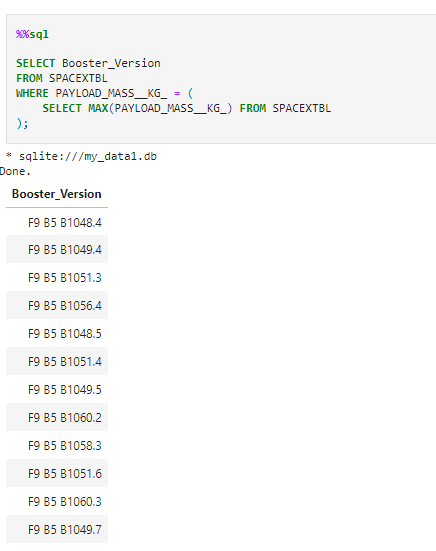 %%sql
SELECT Booster_Version
FROM SPACEXTBL
WHERE PAYLOAD_MASS__KG_ = (
SELECT MAX(PAYLOAD_MASS__KG_) FROM SPACEXTBL
);
* sqlite:///my_data1.db
Done.
Booster_Version
F9 B5 B1048.4
F9 B5 B1049.4
F9 B5 B1051.3
F9 B5 B1056.4
F9 B5 B1048.5
F9 B5 B1051.4
F9 B5 B1049.5
F9 B5 B1060.2
F9 B5 B1058.3
F9 B5 B1051.6
F9 B5 B1060.3
F9 B5 B1049.7